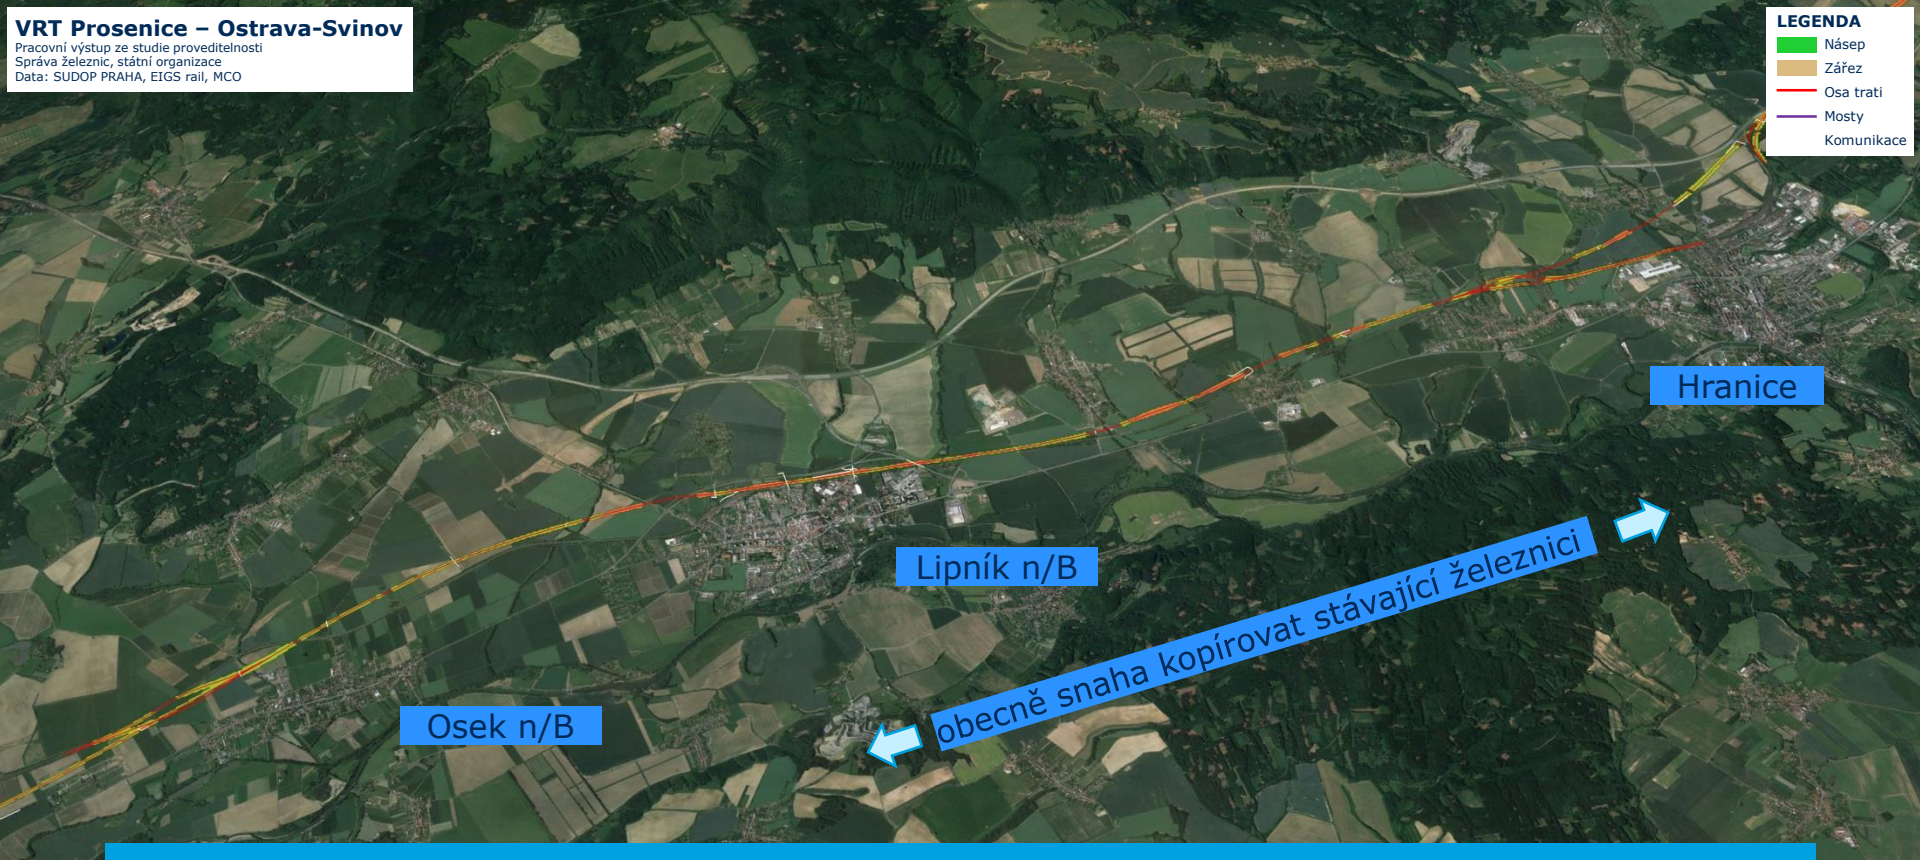 VRT Prosenice – Ostrava-Svinov
Pracovní výstup ze studie proveditelnosti
Správa železnic, státní organizace
Data: SUDOP PRAHA, EIGS rail, MCO
LEGENDA
Násep
Zářez
Osa trati
Mosty
Komunikace
Hranice
Lipník n/B
obecně snaha kopírovat stávající železnici
Osek n/B